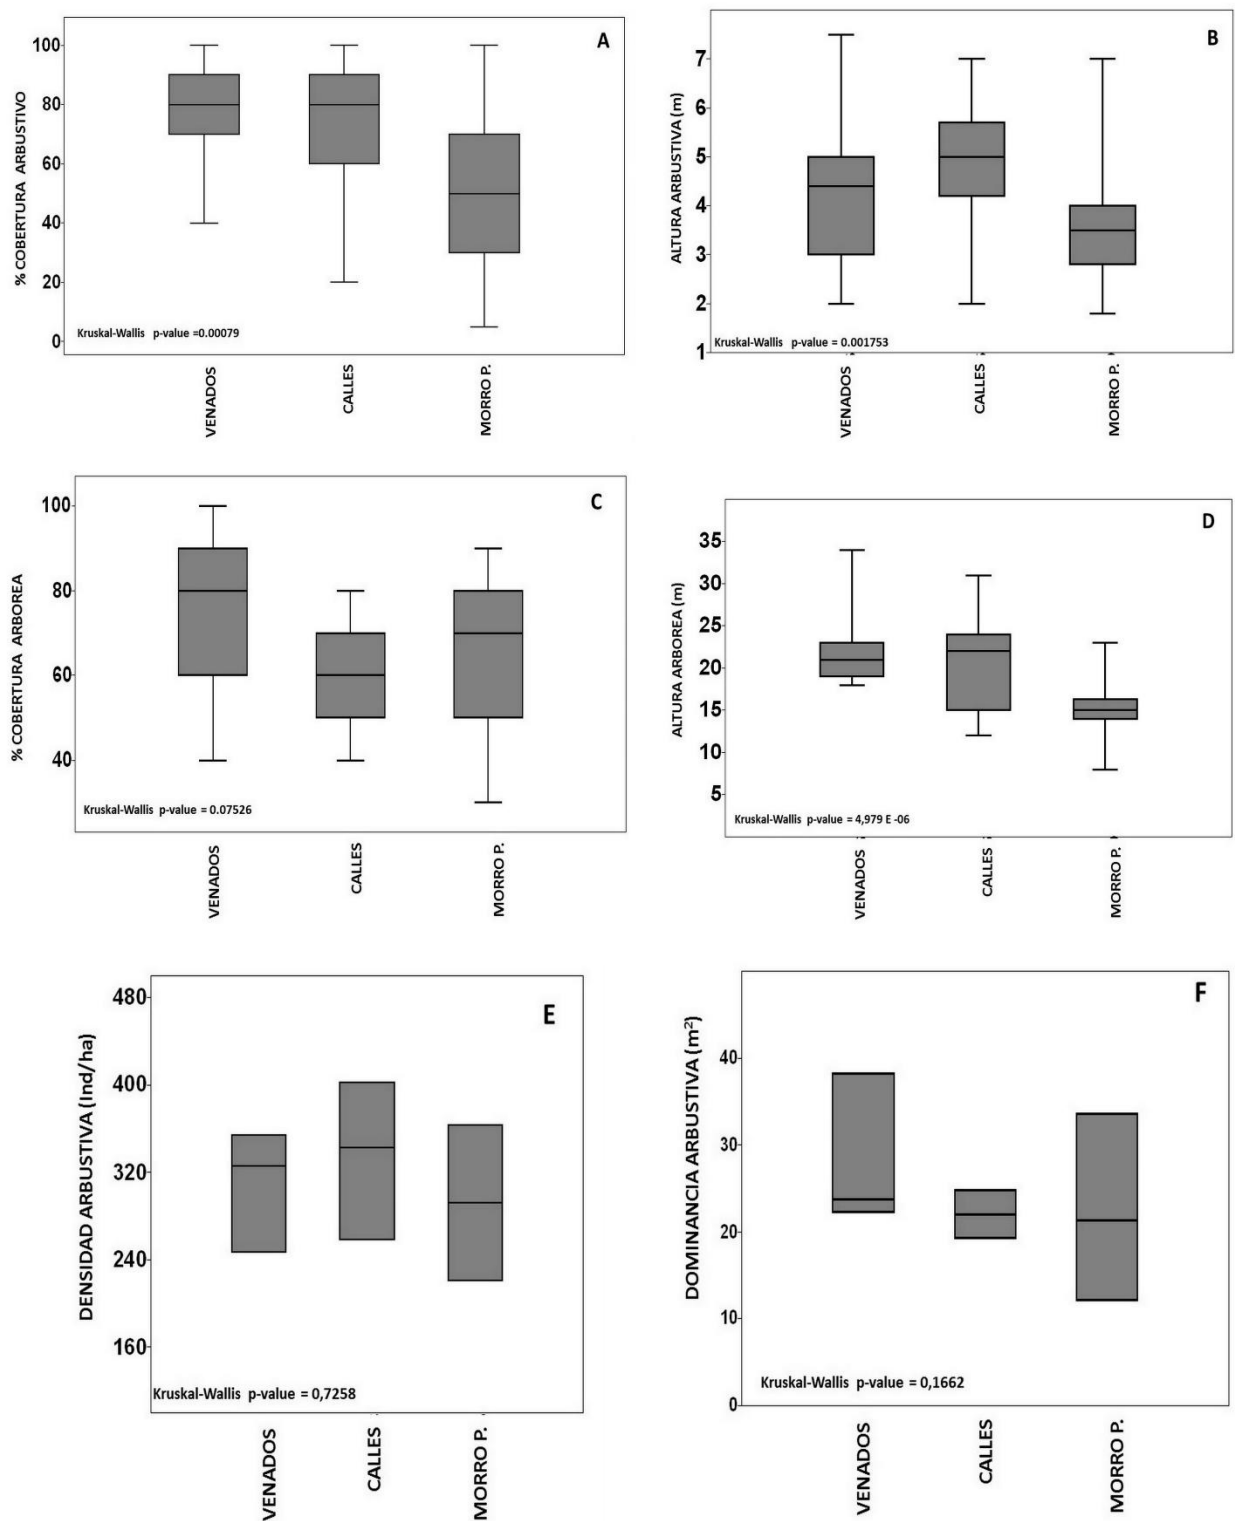 A
% COBERTURA ARBUSTIVO
100
80
60
40
20
0
Kruskal-Wallis p-value =0.00079
VENADOS
CALLES
MORRO P.
B
ALTURA ARBUSTIVA (m)
7
6
5
4
3
2
1
Kruskal-Wallis p-value = 0.001753
VENADOS
CALLES
MORRO P.
C
% COBERTURA ARBOREA
100
80
60
40
Kruskal-Wallis p-value = 0.07526
VENADOS
CALLES
MORRO P.
D
ALTURA ARBOREA (m)
35
30
25
20
15
10
5
Kruskal-Wallis p-value = 4,979 E -06
VENADOS
CALLES
MORRO P.
E
DENSIDAD ARBUSTIVA (Ind/ha)
480
400
320
240
160
Kruskal-Wallis p-value = 0,7258
VENADOS
CALLES
MORRO P.
F
DOMINANCIA ARBUSTIVA (m²)
40
30
20
10
0
Kruskal-Wallis p-value = 0,1662
VENADOS
CALLES
MORRO P.